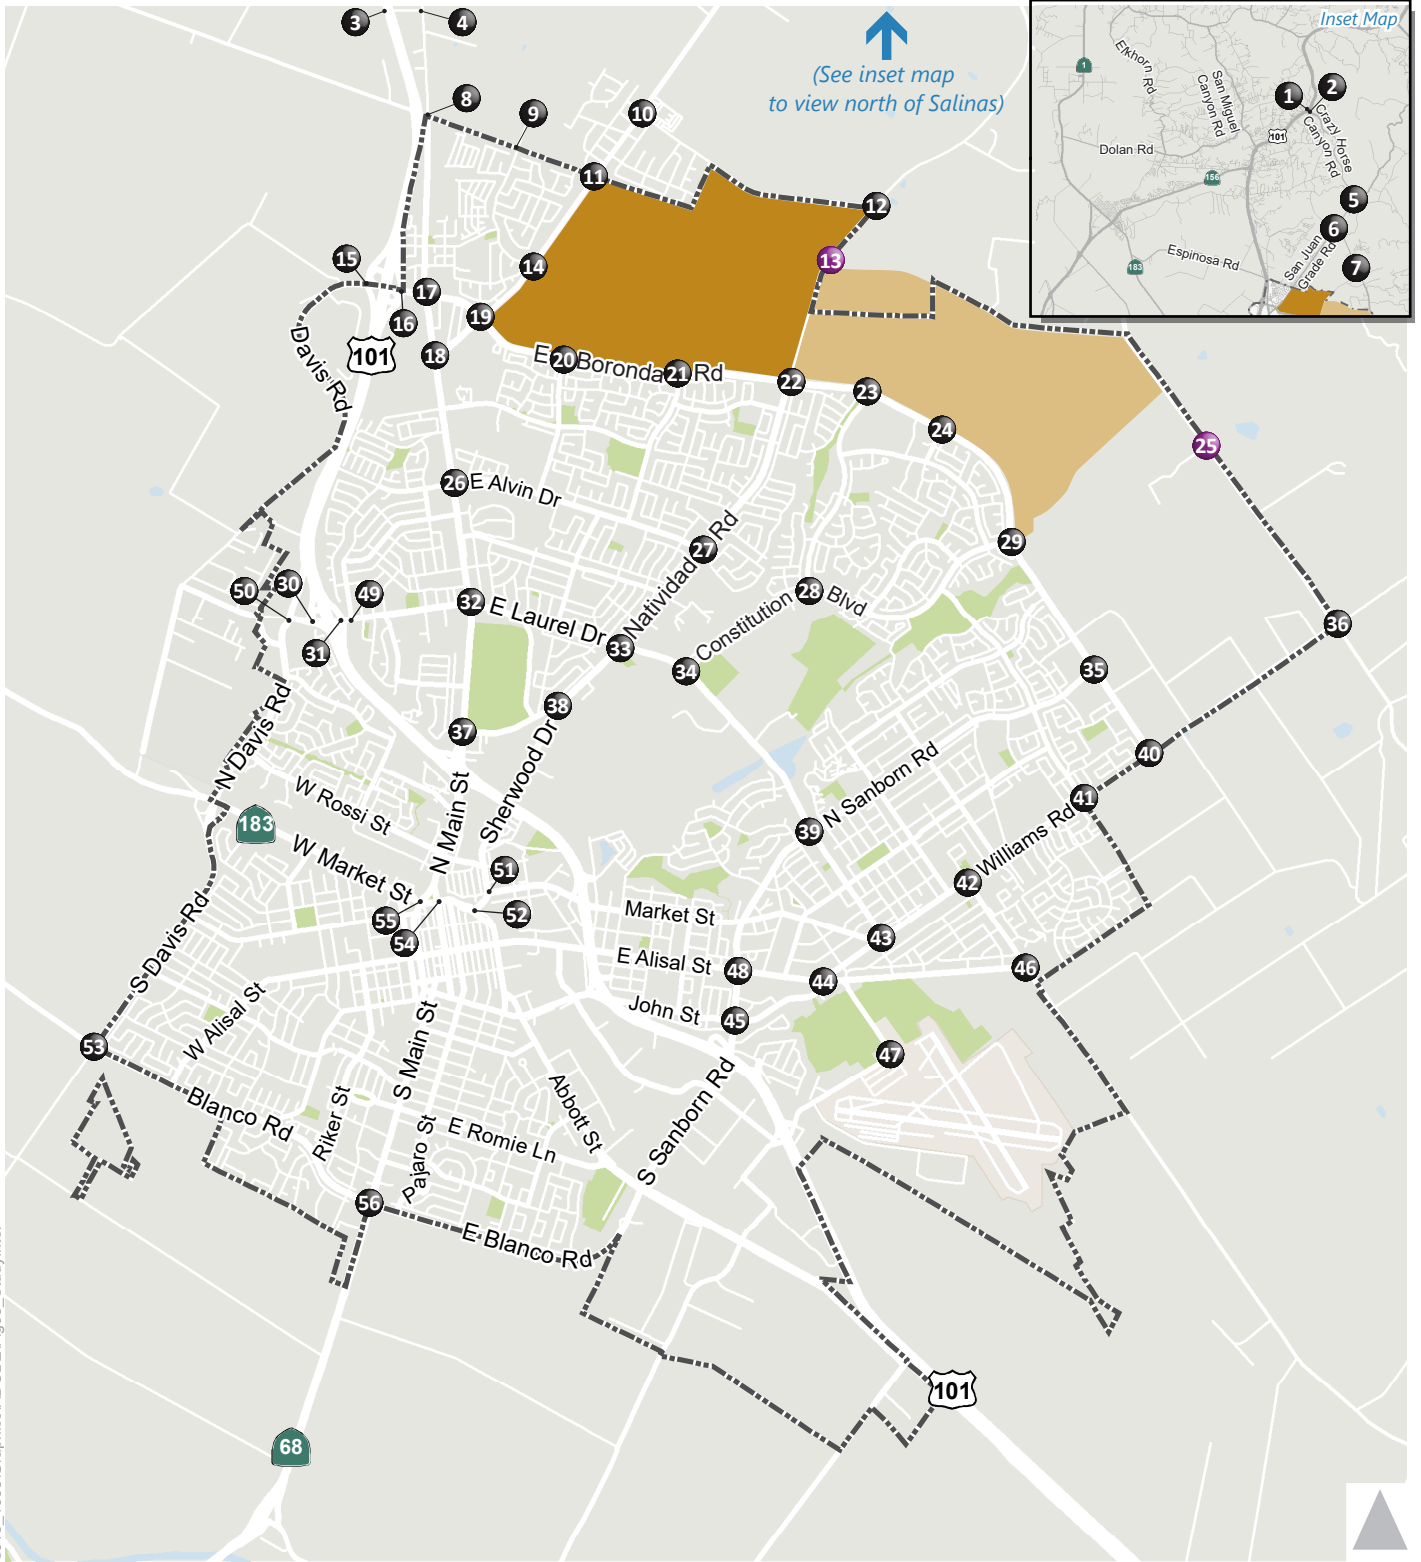 3
4
(See inset map
to view north of Salinas)
Inset Map
Elkhorn
Rd
San Miguel
Canyon Rd
1
1
2
101
Crazy Horse
Canyon Rd
Dolan Rd
156
5
6
7
Espinosa Rd
183
San Juan
Grade Rd
8
9
10
11
12
13
14
15
16
17
18
19
101
Davis Rd
E Boronda Rd
20
21
22
23
24
25
26
E Alvin Dr
27
Natividad Rd
28
Constitution Blvd
29
30
31
49
50
32
E Laurel Dr
33
34
35
36
37
38
N Davis Rd
Sherwood Dr
N Main St
W Rossi St
183
W Market St
39
N Sanborn Rd
40
41
Williams Rd
42
51
52
55
54
Market St
43
E Alisal St
48
44
46
John St
45
47
S Davis Rd
W Alisal St
53
S Main St
Blanco Rd
Riker St
Pajaro St
E Romie Ln
Abbott St
S Sanborn Rd
56
E Blanco Rd
101
68